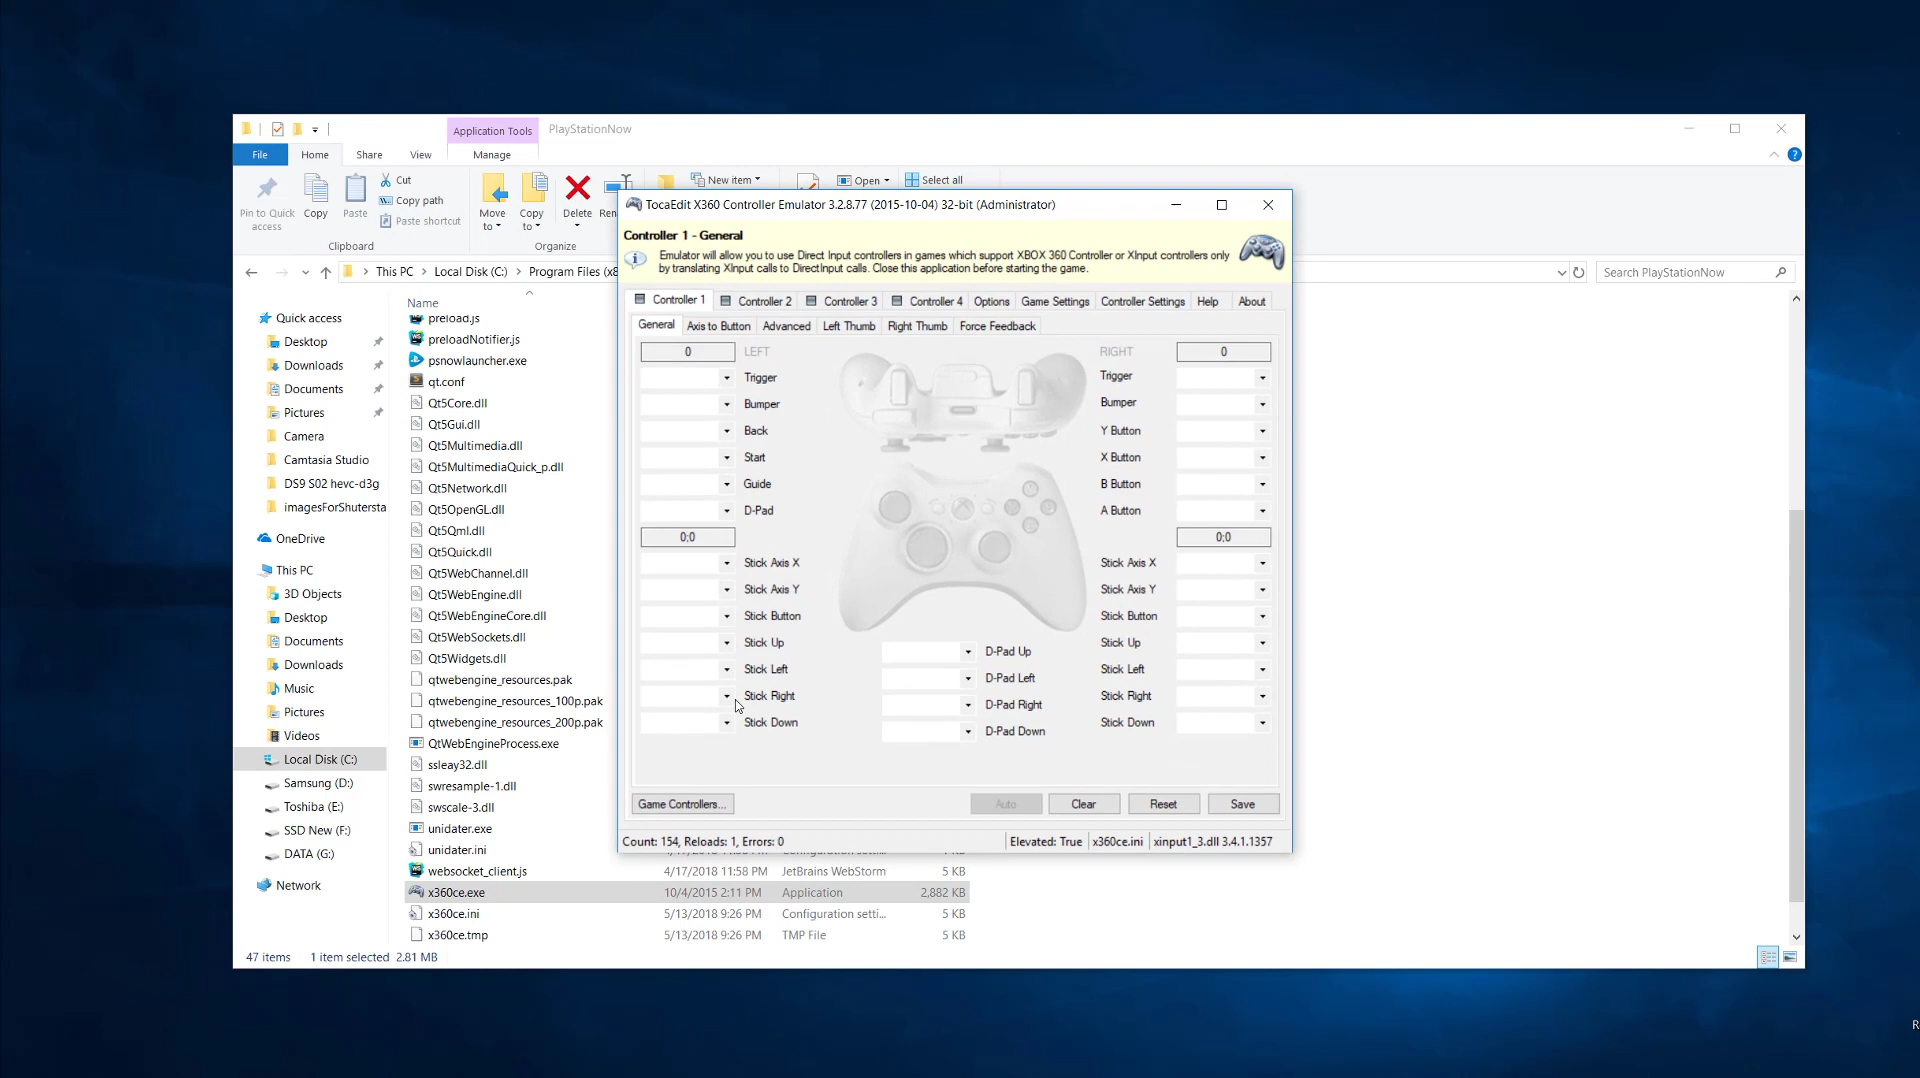 Application Tools
PlayStationNow
File
Home
Share
View
Manage
Pin to Quick
access
Copy
Paste
Cut
Copy path
Paste shortcut
Clipboard
Move
to
Copy
to
Delete
Ren
Organize
New item
Open
Select all
This PC
Local Disk (C:)
Program Files (x8
Search PlayStationNow
Quick access
Desktop
Downloads
Documents
Pictures
Camera
Camtasia Studio
DS9 S02 hevc-d3g
imagesForShutersta
OneDrive
This PC
3D Objects
Desktop
Documents
Downloads
Music
Pictures
Videos
Local Disk (C:)
Samsung (D:)
Toshiba (E:)
SSD New (F:)
DATA (G:)
Network
Name
preload.js
preloadNotifier.js
psnowlauncher.exe
qt.conf
Qt5Core.dll
Qt5Gui.dll
Qt5Multimedia.dll
Qt5MultimediaQuick_p.dll
Qt5Network.dll
Qt5OpenGL.dll
Qt5Qml.dll
Qt5Quick.dll
Qt5WebChannel.dll
Qt5WebEngine.dll
Qt5WebEngineCore.dll
Qt5WebSockets.dll
Qt5Widgets.dll
qtwebengine_resources.pak
qtwebengine_resources_100p.pak
qtwebengine_resources_200p.pak
QtWebEngineProcess.exe
ssleay32.dll
swresample-1.dll
swscale-3.dll
unidater.exe
unidater.ini
websocket_client.js 4/17/2018 11:58 PM JetBrains WebStorm 5 KB
x360ce.exe 10/4/2015 2:11 PM Application 2,882 KB
x360ce.ini 5/13/2018 9:26 PM Configuration setti... 5 KB
x360ce.tmp 5/13/2018 9:26 PM TMP File 5 KB
47 items 1 item selected 2.81 MB
TocaEdit X360 Controller Emulator 3.2.8.77 (2015-10-04) 32-bit (Administrator)
Controller 1 - General
Emulator will allow you to use Direct Input controllers in games which support XBOX 360 Controller or XInput controllers only
by translating XInput calls to DirectInput calls. Close this application before starting the game.
Controller 1
Controller 2
Controller 3
Controller 4
Options
Game Settings
Controller Settings
Help
About
General
Axis to Button
Advanced
Left Thumb
Right Thumb
Force Feedback
0
LEFT
Trigger
Bumper
Back
Start
Guide
D-Pad
0;0
Stick Axis X
Stick Axis Y
Stick Button
Stick Up
Stick Left
Stick Right
Stick Down
D-Pad Up
D-Pad Left
D-Pad Right
D-Pad Down
RIGHT
0
Trigger
Bumper
Y Button
X Button
B Button
A Button
0;0
Stick Axis X
Stick Axis Y
Stick Button
Stick Up
Stick Left
Stick Right
Stick Down
Game Controllers...
Auto
Clear
Reset
Save
Count: 154, Reloads: 1, Errors: 0
Elevated: True
x360ce.ini
xinput1_3.dll 3.4.1.1357
R